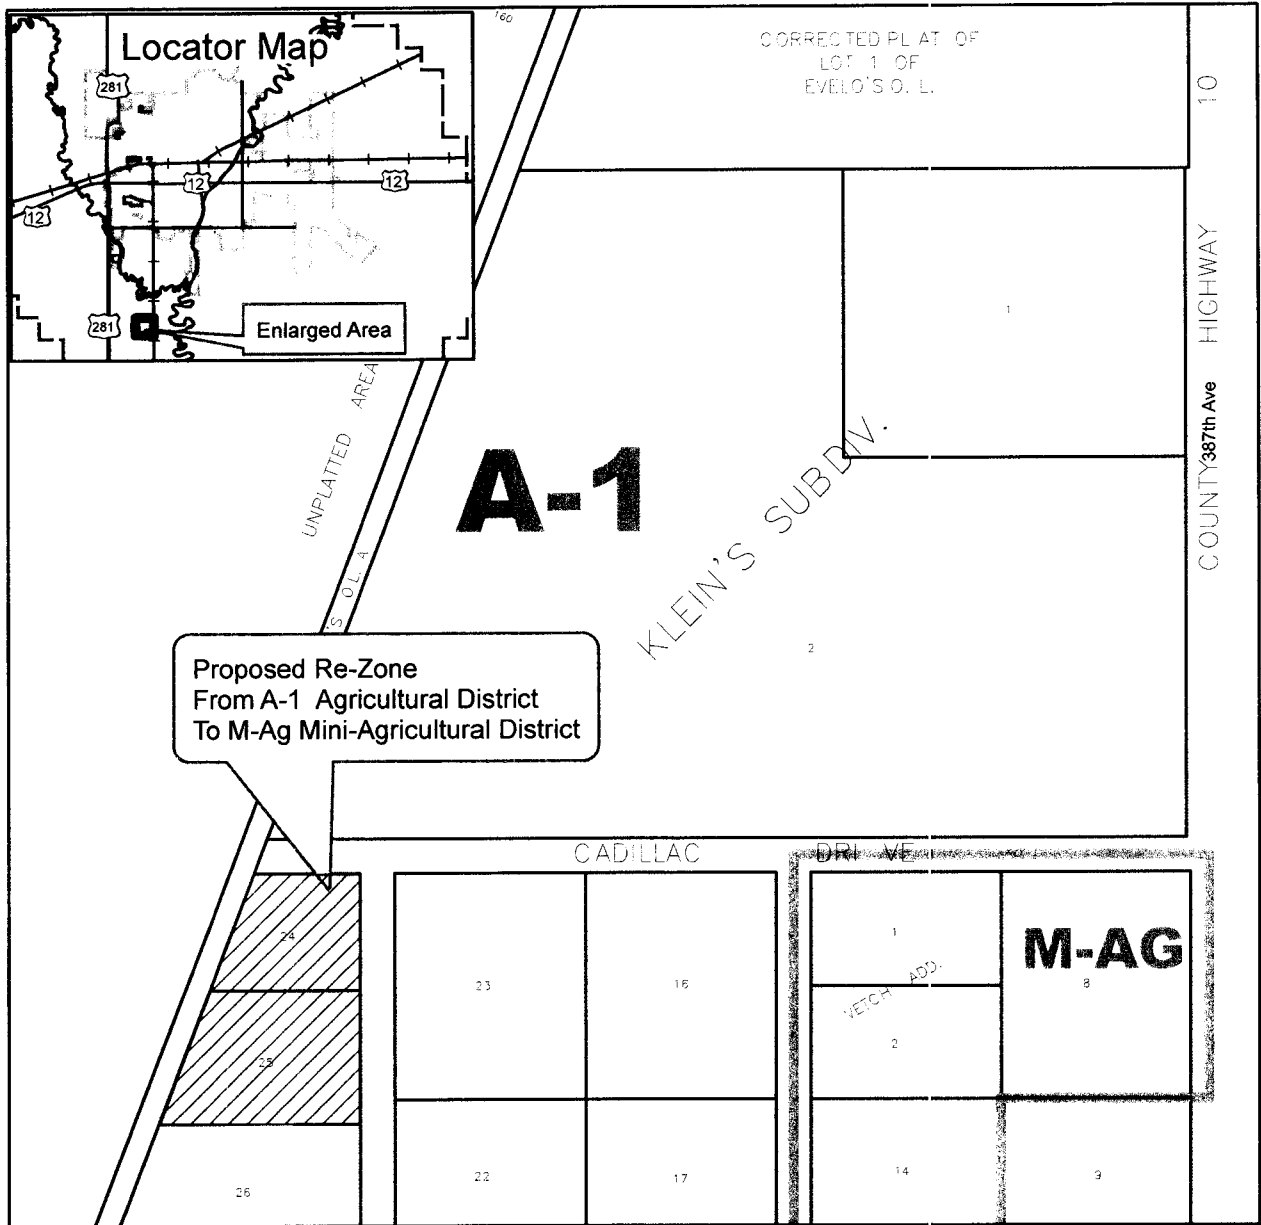 Locator Map
281
12
12
12
281
Enlarged Area
160
CORRECTED PLAT OF
LOT 1 OF
EVELO'S O. L.
COUNTY HIGHWAY 10
387th Ave
1
UNPLATTED AREA
A-1
KLEIN'S SUBDIV.
'S O.L. A
2
Proposed Re-Zone
From A-1 Agricultural District
To M-Ag Mini-Agricultural District
CADILLAC DRIVE
24
23
16
1
M-AG
8
VETCH ADD.
25
2
26
22
17
14
9